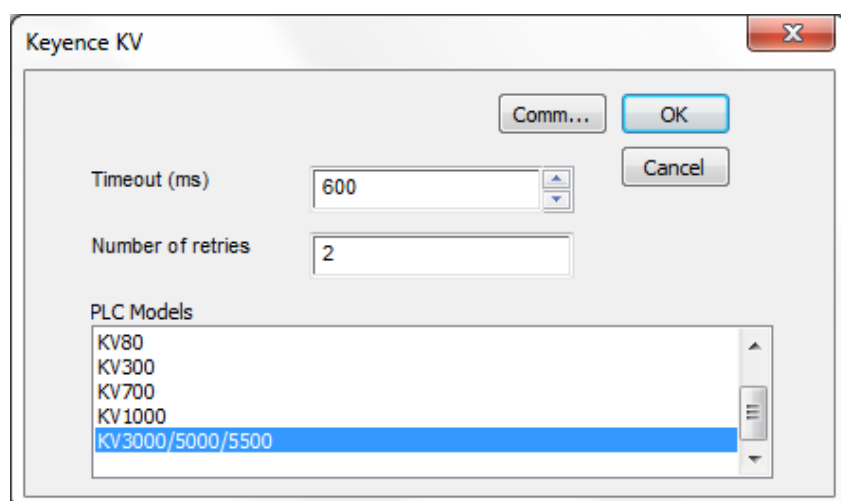 Keyence KV
Comm...
OK
Cancel
Timeout (ms)
600
Number of retries
2
PLC Models
KV80
KV300
KV700
KV1000
KV3000/5000/5500